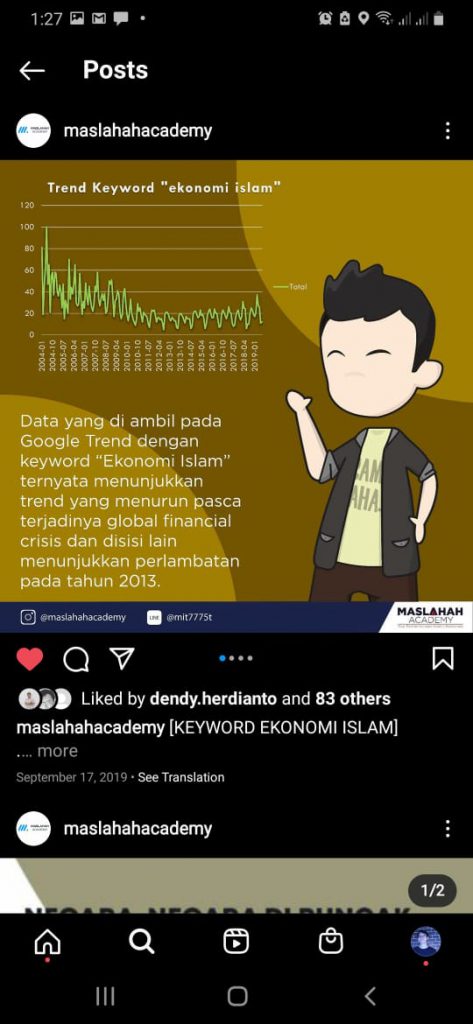 1:27
Posts
maslahahacademy
Trend Keyword "ekonomi islam"
120
100
80
60
40
20
0
Total
2004-01
2004-10
2005-07
2006-04
2007-01
2007-10
2008-07
2009-04
2010-01
2010-10
2011-07
2012-04
2013-01
2013-10
2014-07
2015-04
2016-01
2016-10
2017-07
2018-04
2019-01
Data yang di ambil pada
Google Trend dengan
keyword “Ekonomi Islam”
ternyata menunjukkan
trend yang menurun pasca
terjadinya global financial
crisis dan disisi lain
menunjukkan perlambatan
pada tahun 2013.
@maslahahacademy
LINE @mit7775t
MASLAHAH
ACADEMY
Liked by dendy.herdianto and 83 others
maslahahacademy [KEYWORD EKONOMI ISLAM]
.... more
September 17, 2019 • See Translation
maslahahacademy
1/2